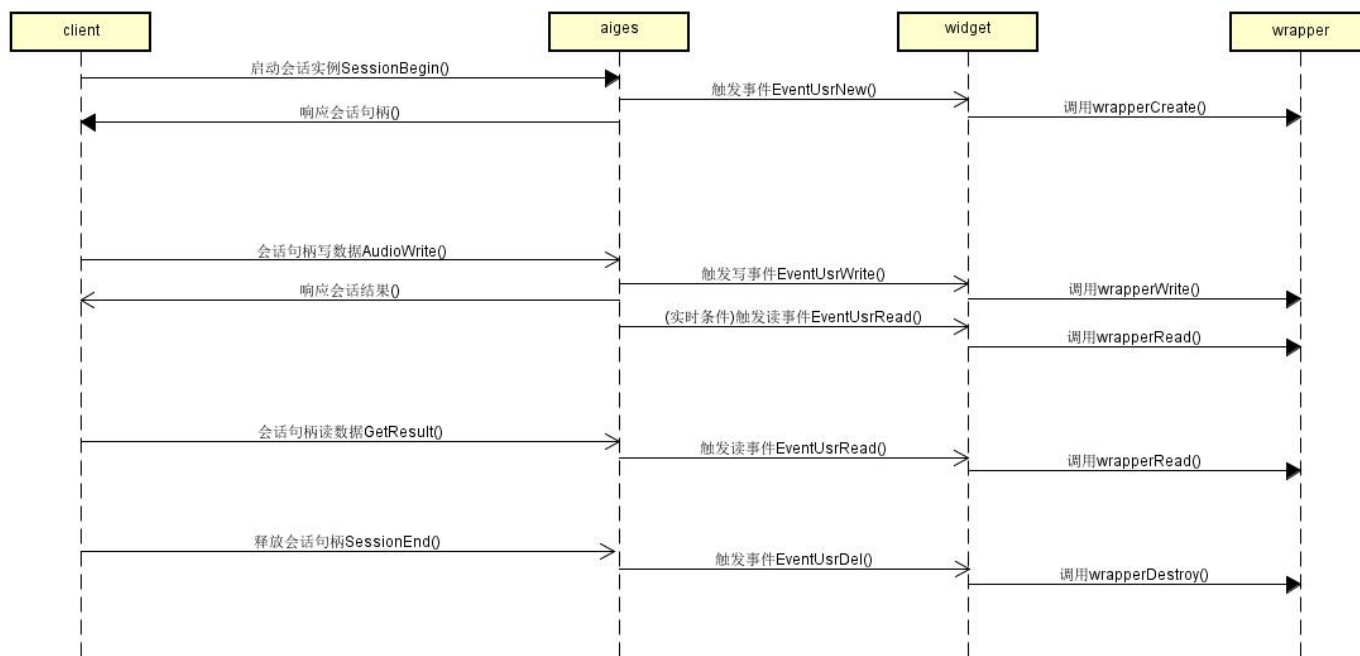 client
aiges
widget
wrapper
启动会话实例SessionBegin()
触发事件EventUsrNew()
响应会话句柄()
调用wrapperCreate()
会话句柄写数据AudioWrite()
触发写事件EventUsrWrite()
响应会话结果()
调用wrapperWrite()
(实时条件)触发读事件EventUsrRead()
调用wrapperRead()
会话句柄读数据GetResult()
触发读事件EventUsrRead()
调用wrapperRead()
释放会话句柄SessionEnd()
触发事件EventUsrDel()
调用wrapperDestroy()